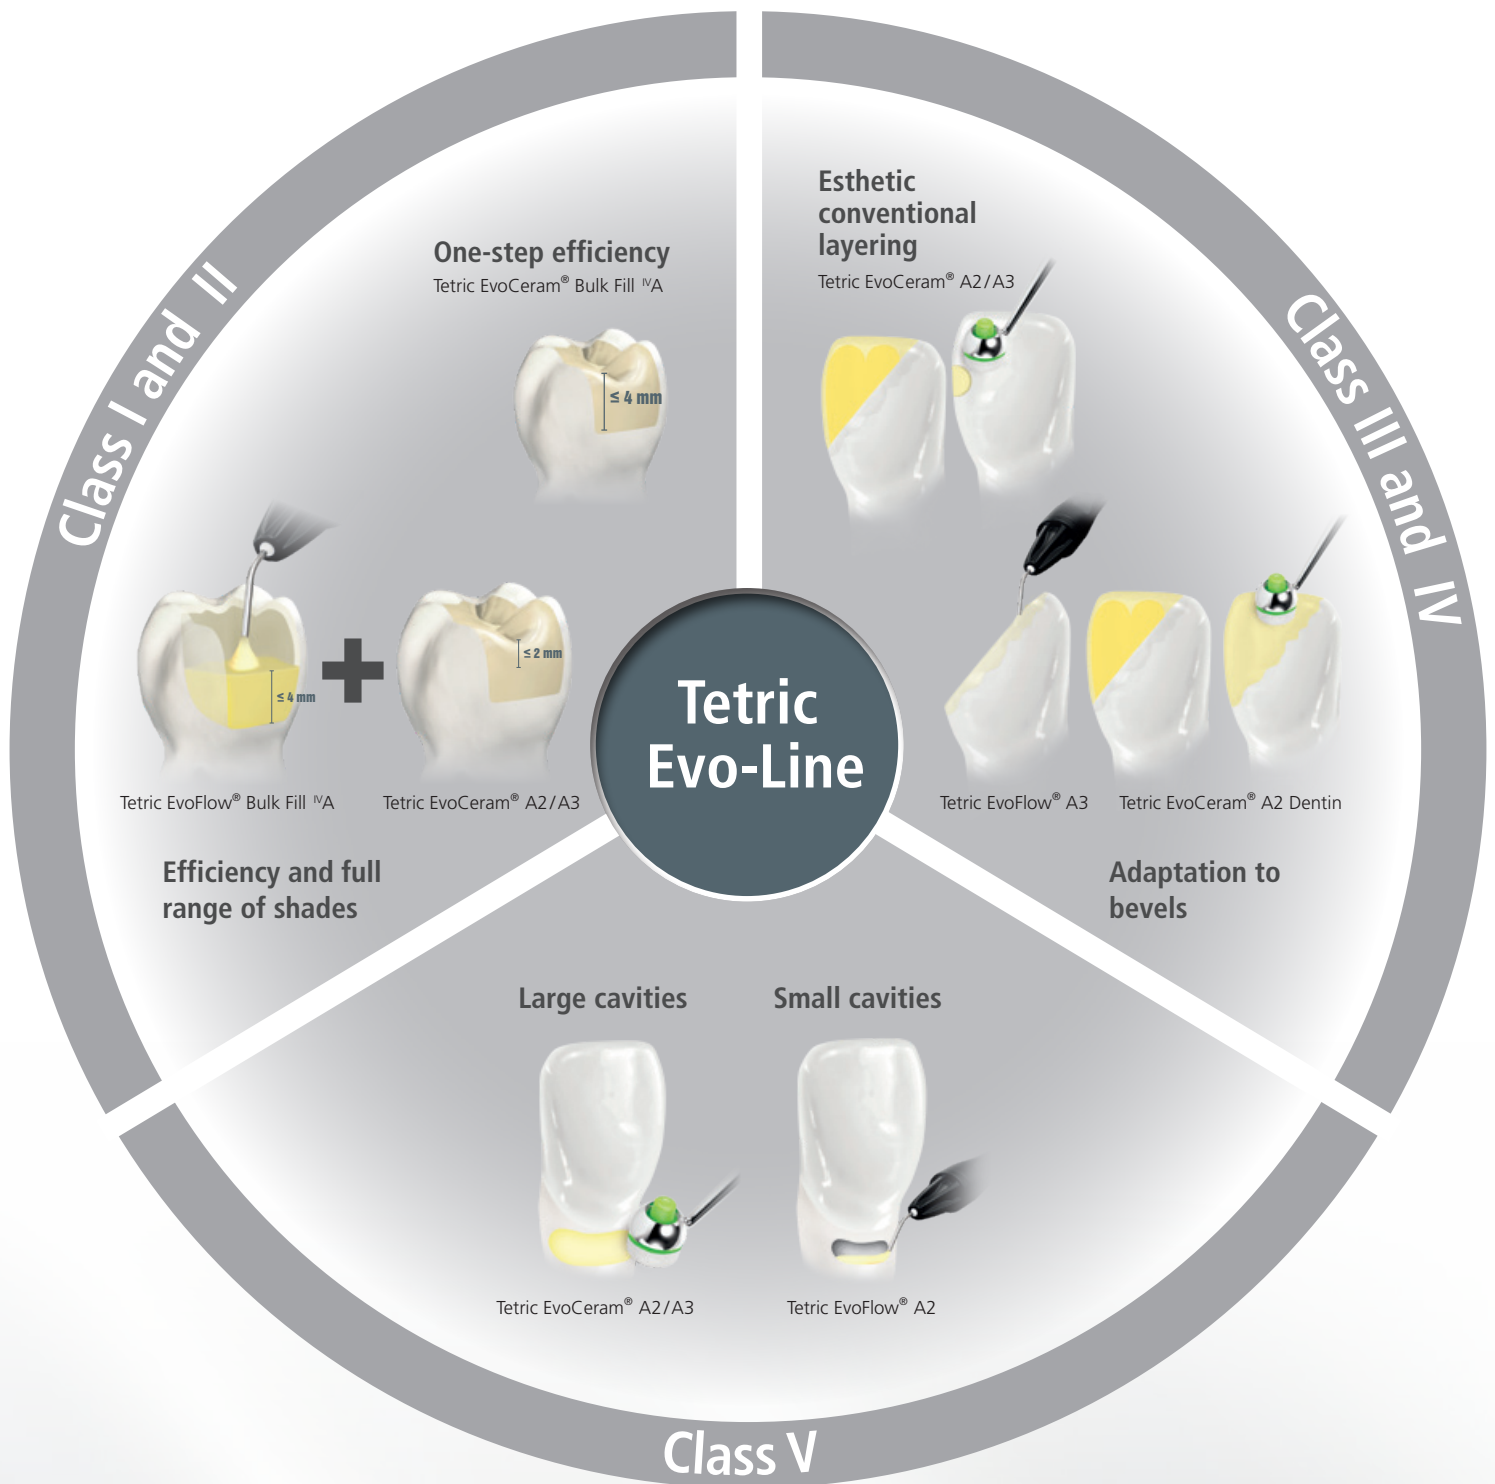 Class I and II
One-step efficiency
Tetric EvoCeram® Bulk Fill IVA
≤ 4 mm
≤ 4 mm
≤ 2 mm
Tetric EvoFlow® Bulk Fill IVA
Tetric EvoCeram® A2/A3
Efficiency and full
range of shades
Tetric
Evo-Line
Class III and IV
Esthetic
conventional
layering
Tetric EvoCeram® A2/A3
Tetric EvoFlow® A3
Tetric EvoCeram® A2 Dentin
Adaptation to
bevels
Large cavities
Small cavities
Tetric EvoCeram® A2/A3
Tetric EvoFlow® A2
Class V